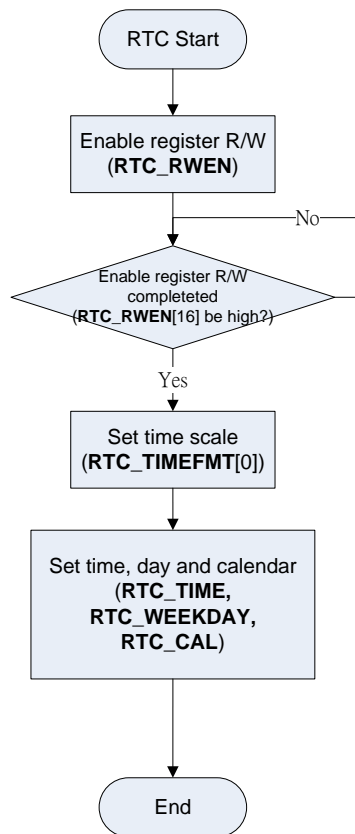 RTC Start
Enable register R/W
(RTC_RWEN)
No
Enable register R/W
completeted
(RTC_RWEN[16] be high?)
Yes
Set time scale
(RTC_TIMEFMT[0])
Set time, day and calendar
(RTC_TIME,
RTC_WEEKDAY,
RTC_CAL)
End